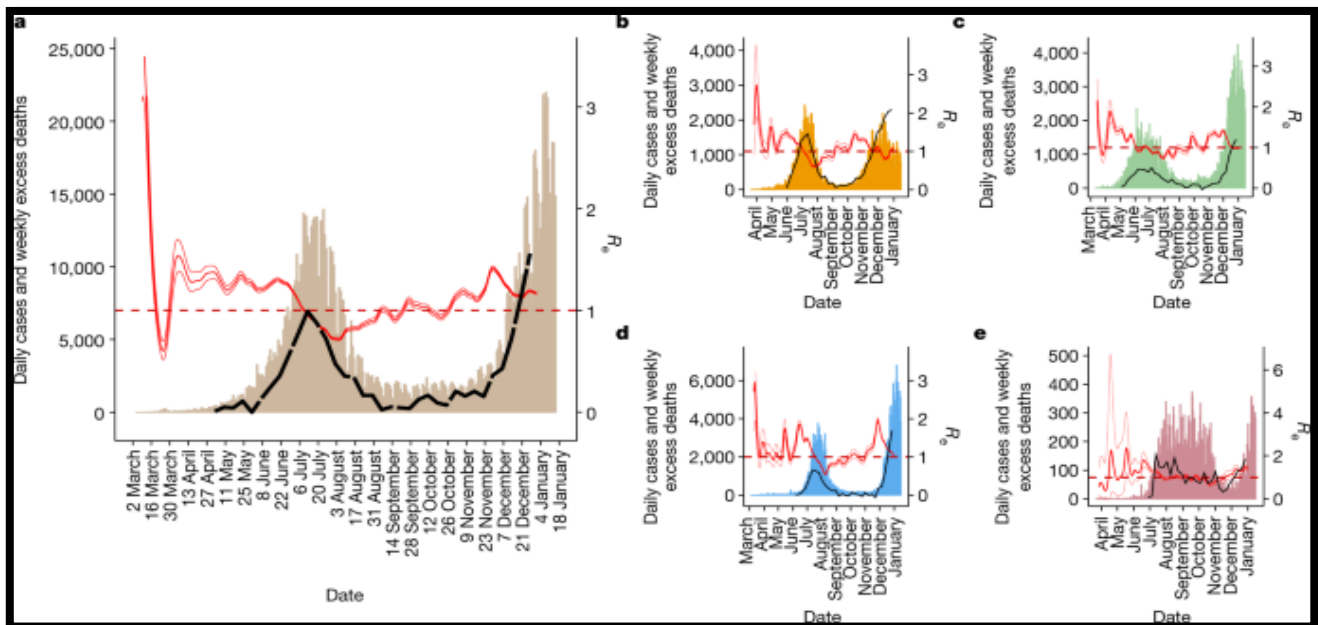 a
Daily cases and weekly excess deaths
25,000
20,000
15,000
10,000
5,000
0
3
2
1
0
Re
2 March
16 March
30 March
13 April
27 April
11 May
25 May
8 June
22 June
6 July
20 July
3 August
17 August
31 August
14 September
28 September
12 October
26 October
9 November
23 November
7 December
21 December
4 January
18 January
Date
b
Daily cases and weekly
excess deaths
4,000
3,000
2,000
1,000
0
3
2
1
0
Re
April
May
June
July
August
September
October
November
December
January
Date
c
Daily cases and weekly
excess deaths
4,000
3,000
2,000
1,000
0
3
2
1
0
Re
March
April
May
June
July
August
September
October
November
December
January
Date
d
Daily cases and weekly
excess deaths
6,000
4,000
2,000
0
3
2
1
0
Re
March
April
May
June
July
August
September
October
November
December
January
Date
e
Daily cases and weekly
excess deaths
500
400
300
200
100
0
6
4
2
0
Re
April
May
June
July
August
September
October
November
December
January
Date